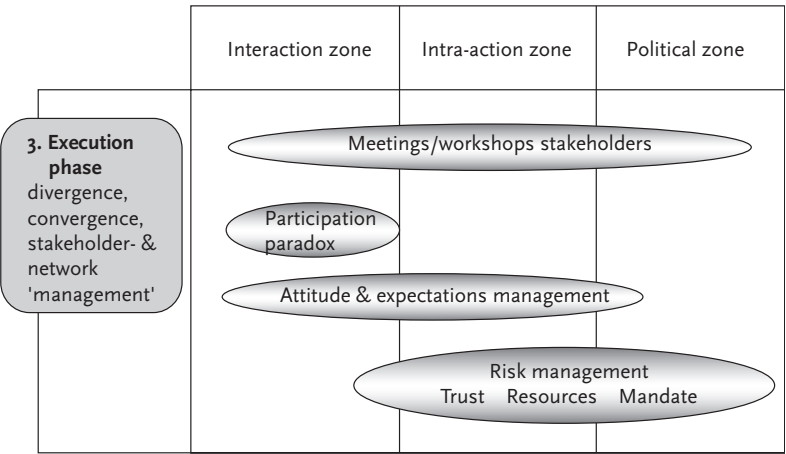 Interaction zone
Intra-action zone
Political zone
3. Execution
phase
divergence,
convergence,
stakeholder- &
network
'management'
Meetings/workshops stakeholders
Participation
paradox
Attitude & expectations management
Risk management
Trust Resources Mandate